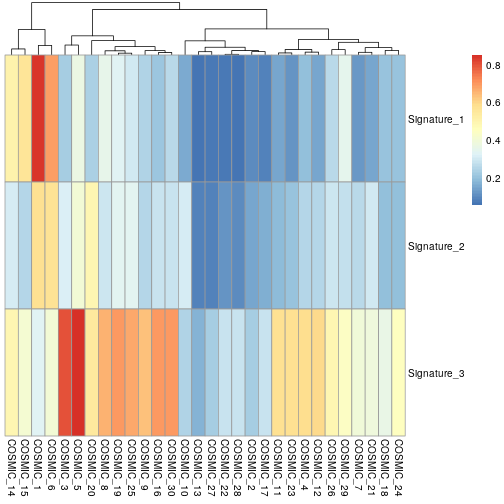 0.8
0.6
0.4
0.2
Signature_1
Signature_2
Signature_3
COSMIC_14
COSMIC_15
COSMIC_1
COSMIC_6
COSMIC_3
COSMIC_5
COSMIC_20
COSMIC_8
COSMIC_19
COSMIC_25
COSMIC_9
COSMIC_16
COSMIC_30
COSMIC_10
COSMIC_13
COSMIC_27
COSMIC_22
COSMIC_28
COSMIC_2
COSMIC_17
COSMIC_11
COSMIC_23
COSMIC_4
COSMIC_12
COSMIC_26
COSMIC_29
COSMIC_7
COSMIC_21
COSMIC_18
COSMIC_24